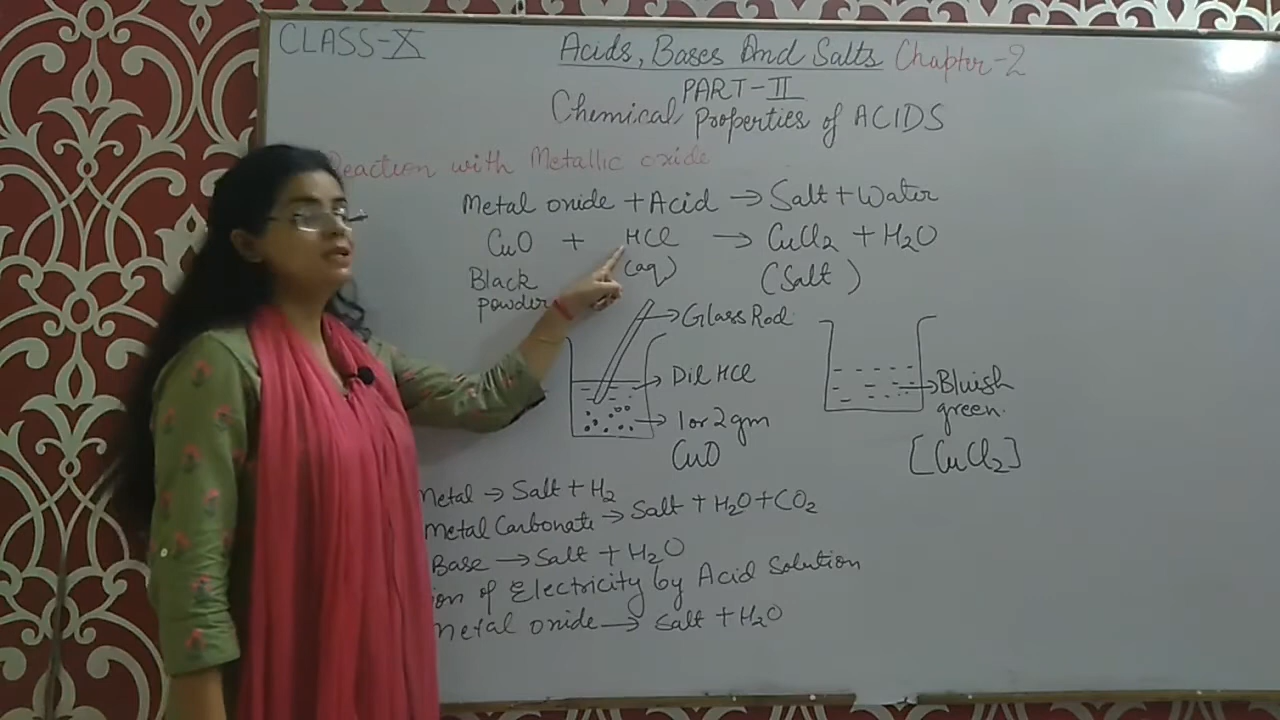 CLASS-X
Acids, Bases And Salts Chapter-2
PART-II
Chemical Properties of ACIDS
Reaction with Metallic oxide
Metal oxide + Acid → Salt + Water
CuO + HCl → CuCl2 + H2O
Black powder
(aq)
(Salt)
Glass Rod
Dil HCl
1 or 2 gm
CuO
Bluish
green.
[CuCl2]
Metal → Salt + H2
Metal Carbonate → Salt + H2O + CO2
Base → Salt + H2O
ion of Electricity by Acid Solution
Metal oxide → Salt + H2O